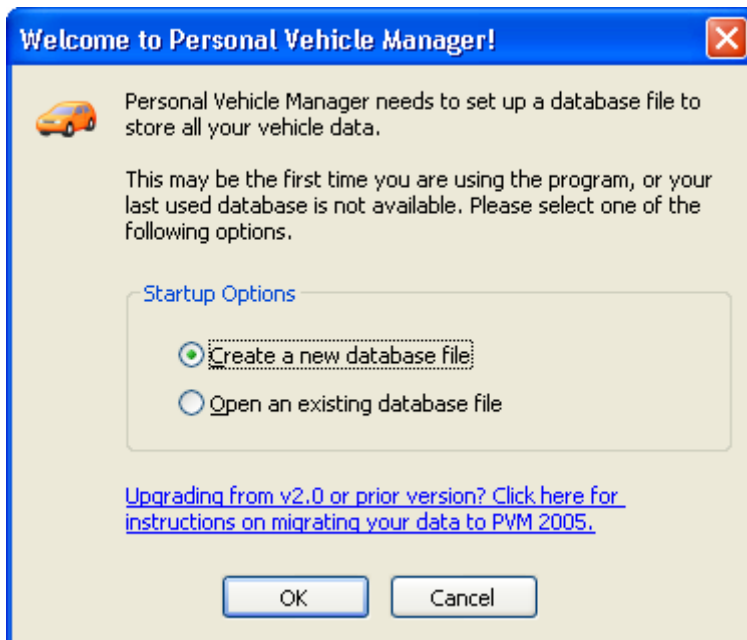 Welcome to Personal Vehicle Manager!
Personal Vehicle Manager needs to set up a database file to
store all your vehicle data.
This may be the first time you are using the program, or your
last used database is not available. Please select one of the
following options.
Startup Options
Create a new database file
Open an existing database file
Upgrading from v2.0 or prior version? Click here for
instructions on migrating your data to PVM 2005.
OK
Cancel